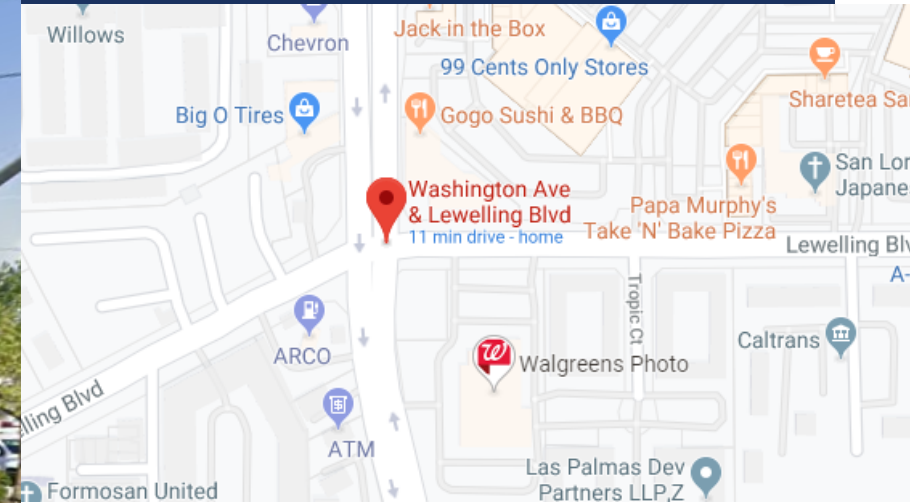 Willows
Chevron
Jack in the Box
99 Cents Only Stores
Sharetea Sa
Big O Tires
Gogo Sushi & BBQ
San Lor
Japane
Washington Ave
& Lewelling Blvd
11 min drive - home
Papa Murphy's
Take 'N' Bake Pizza
Lewelling Blv
A-
Tropic Ct
ARCO
Caltrans
Walgreens Photo
lling Blvd
ATM
Las Palmas Dev
Partners LLP,Z
Formosan United